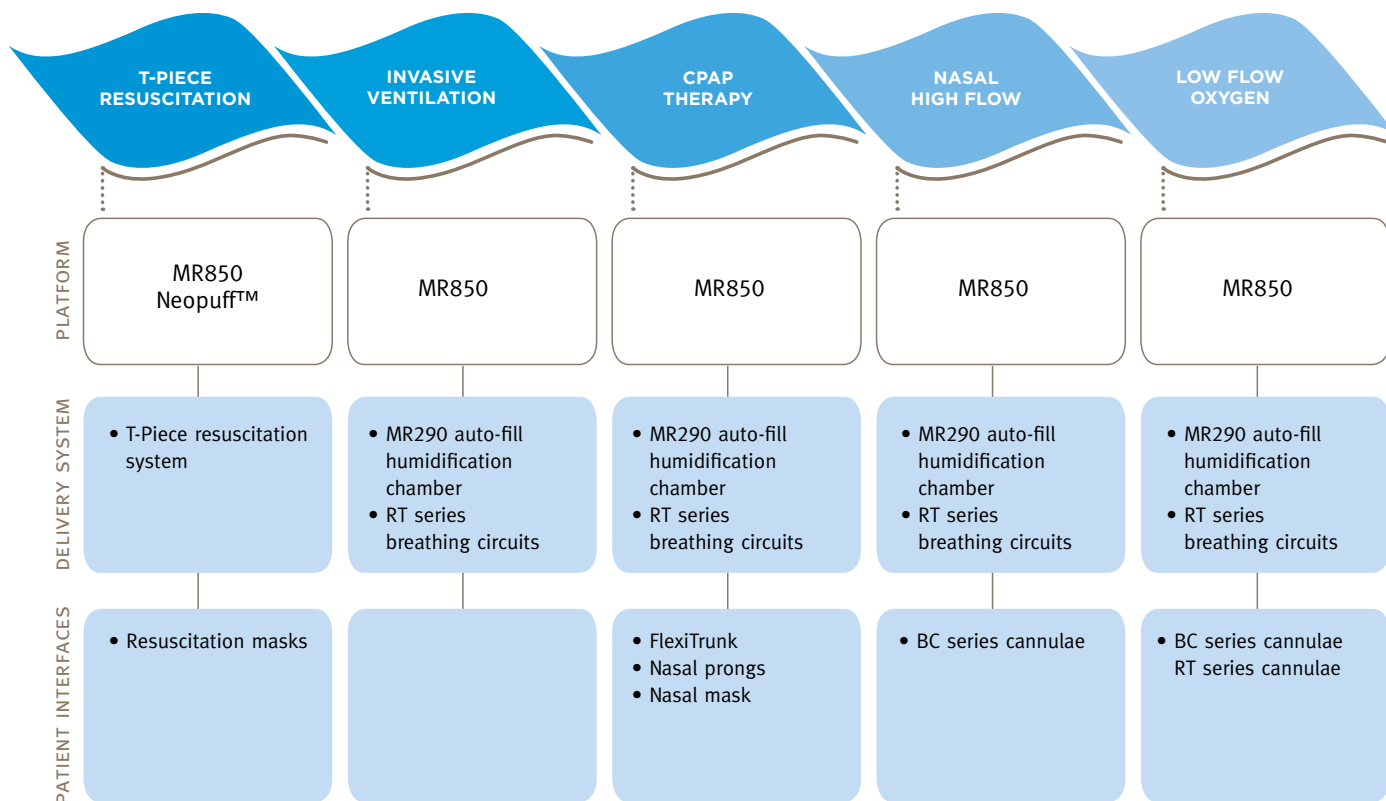 T-PIECE
RESUSCITATION
INVASIVE
VENTILATION
CPAP
THERAPY
NASAL
HIGH FLOW
LOW FLOW
OXYGEN
PLATFORM
MR850
Neopuff™
MR850
MR850
MR850
MR850
DELIVERY SYSTEM
• T-Piece resuscitation
system
• MR290 auto-fill
humidification
chamber
• RT series
breathing circuits
• MR290 auto-fill
humidification
chamber
• RT series
breathing circuits
• MR290 auto-fill
humidification
chamber
• RT series
breathing circuits
• MR290 auto-fill
humidification
chamber
• RT series
breathing circuits
PATIENT INTERFACES
• Resuscitation masks
• FlexiTrunk
• Nasal prongs
• Nasal mask
• BC series cannulae
• BC series cannulae
RT series cannulae